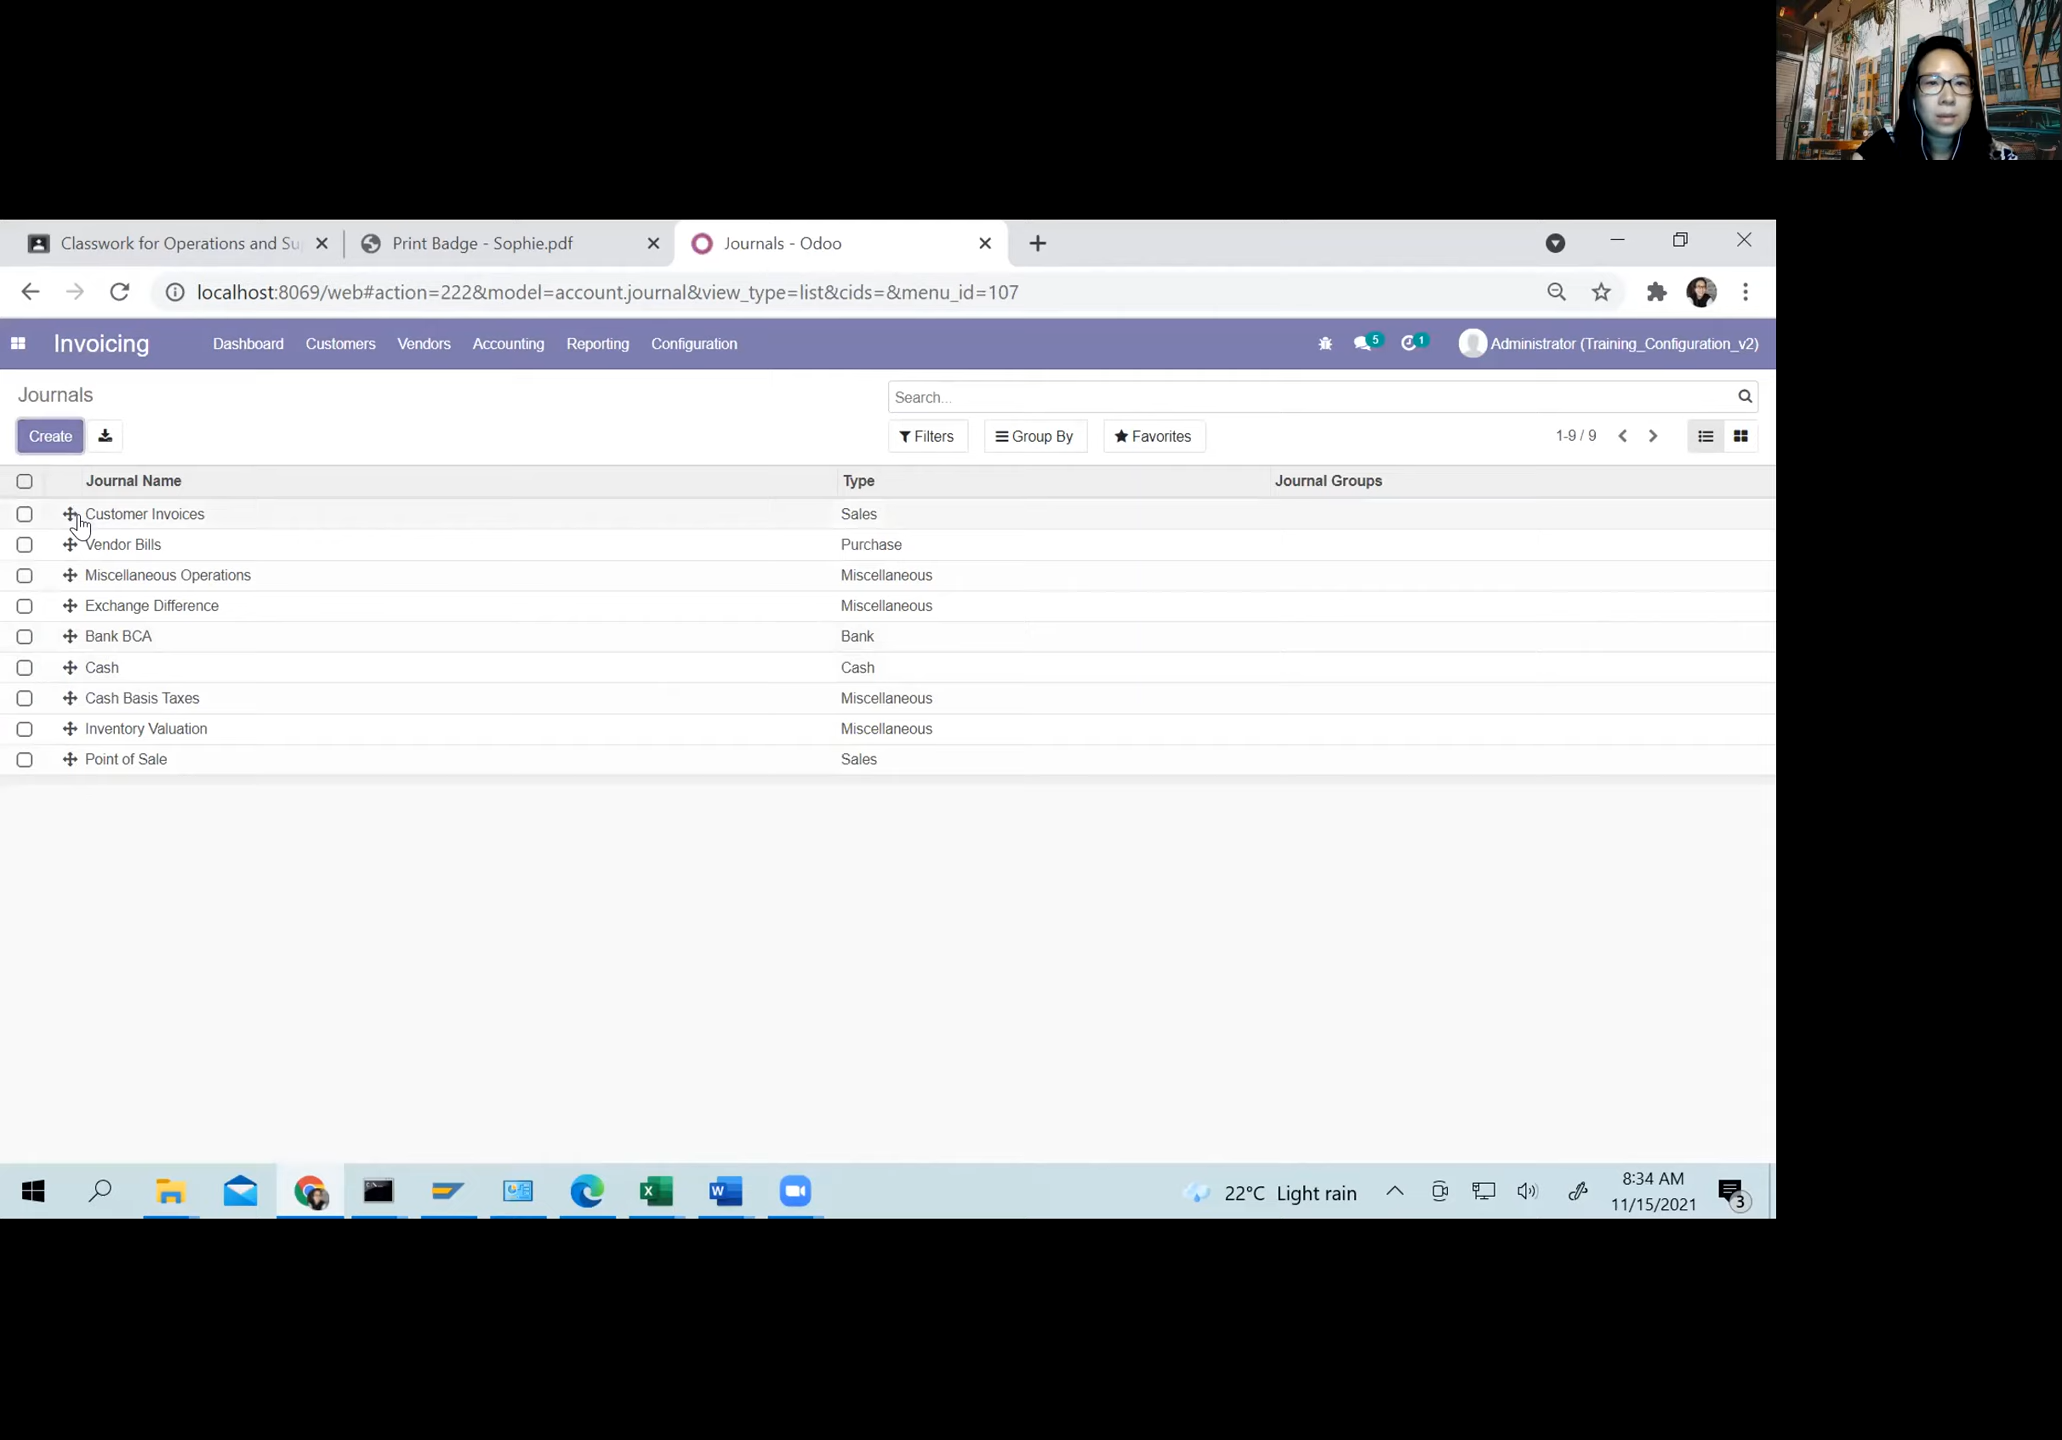 Classwork for Operations and Su
Print Badge - Sophie.pdf
Journals - Odoo
localhost:8069/web#action=222&model=account.journal&view_type=list&cids=&menu_id=107
Invoicing Dashboard Customers Vendors Accounting Reporting Configuration 5 1 Administrator (Training_Configuration_v2)
Journals
Search...
Create Filters Group By Favorites 1-9 / 9
Journal Name Type Journal Groups
Customer Invoices Sales
Vendor Bills Purchase
Miscellaneous Operations Miscellaneous
Exchange Difference Miscellaneous
Bank BCA Bank
Cash Cash
Cash Basis Taxes Miscellaneous
Inventory Valuation Miscellaneous
Point of Sale Sales
22°C Light rain
8:34 AM
11/15/2021
3